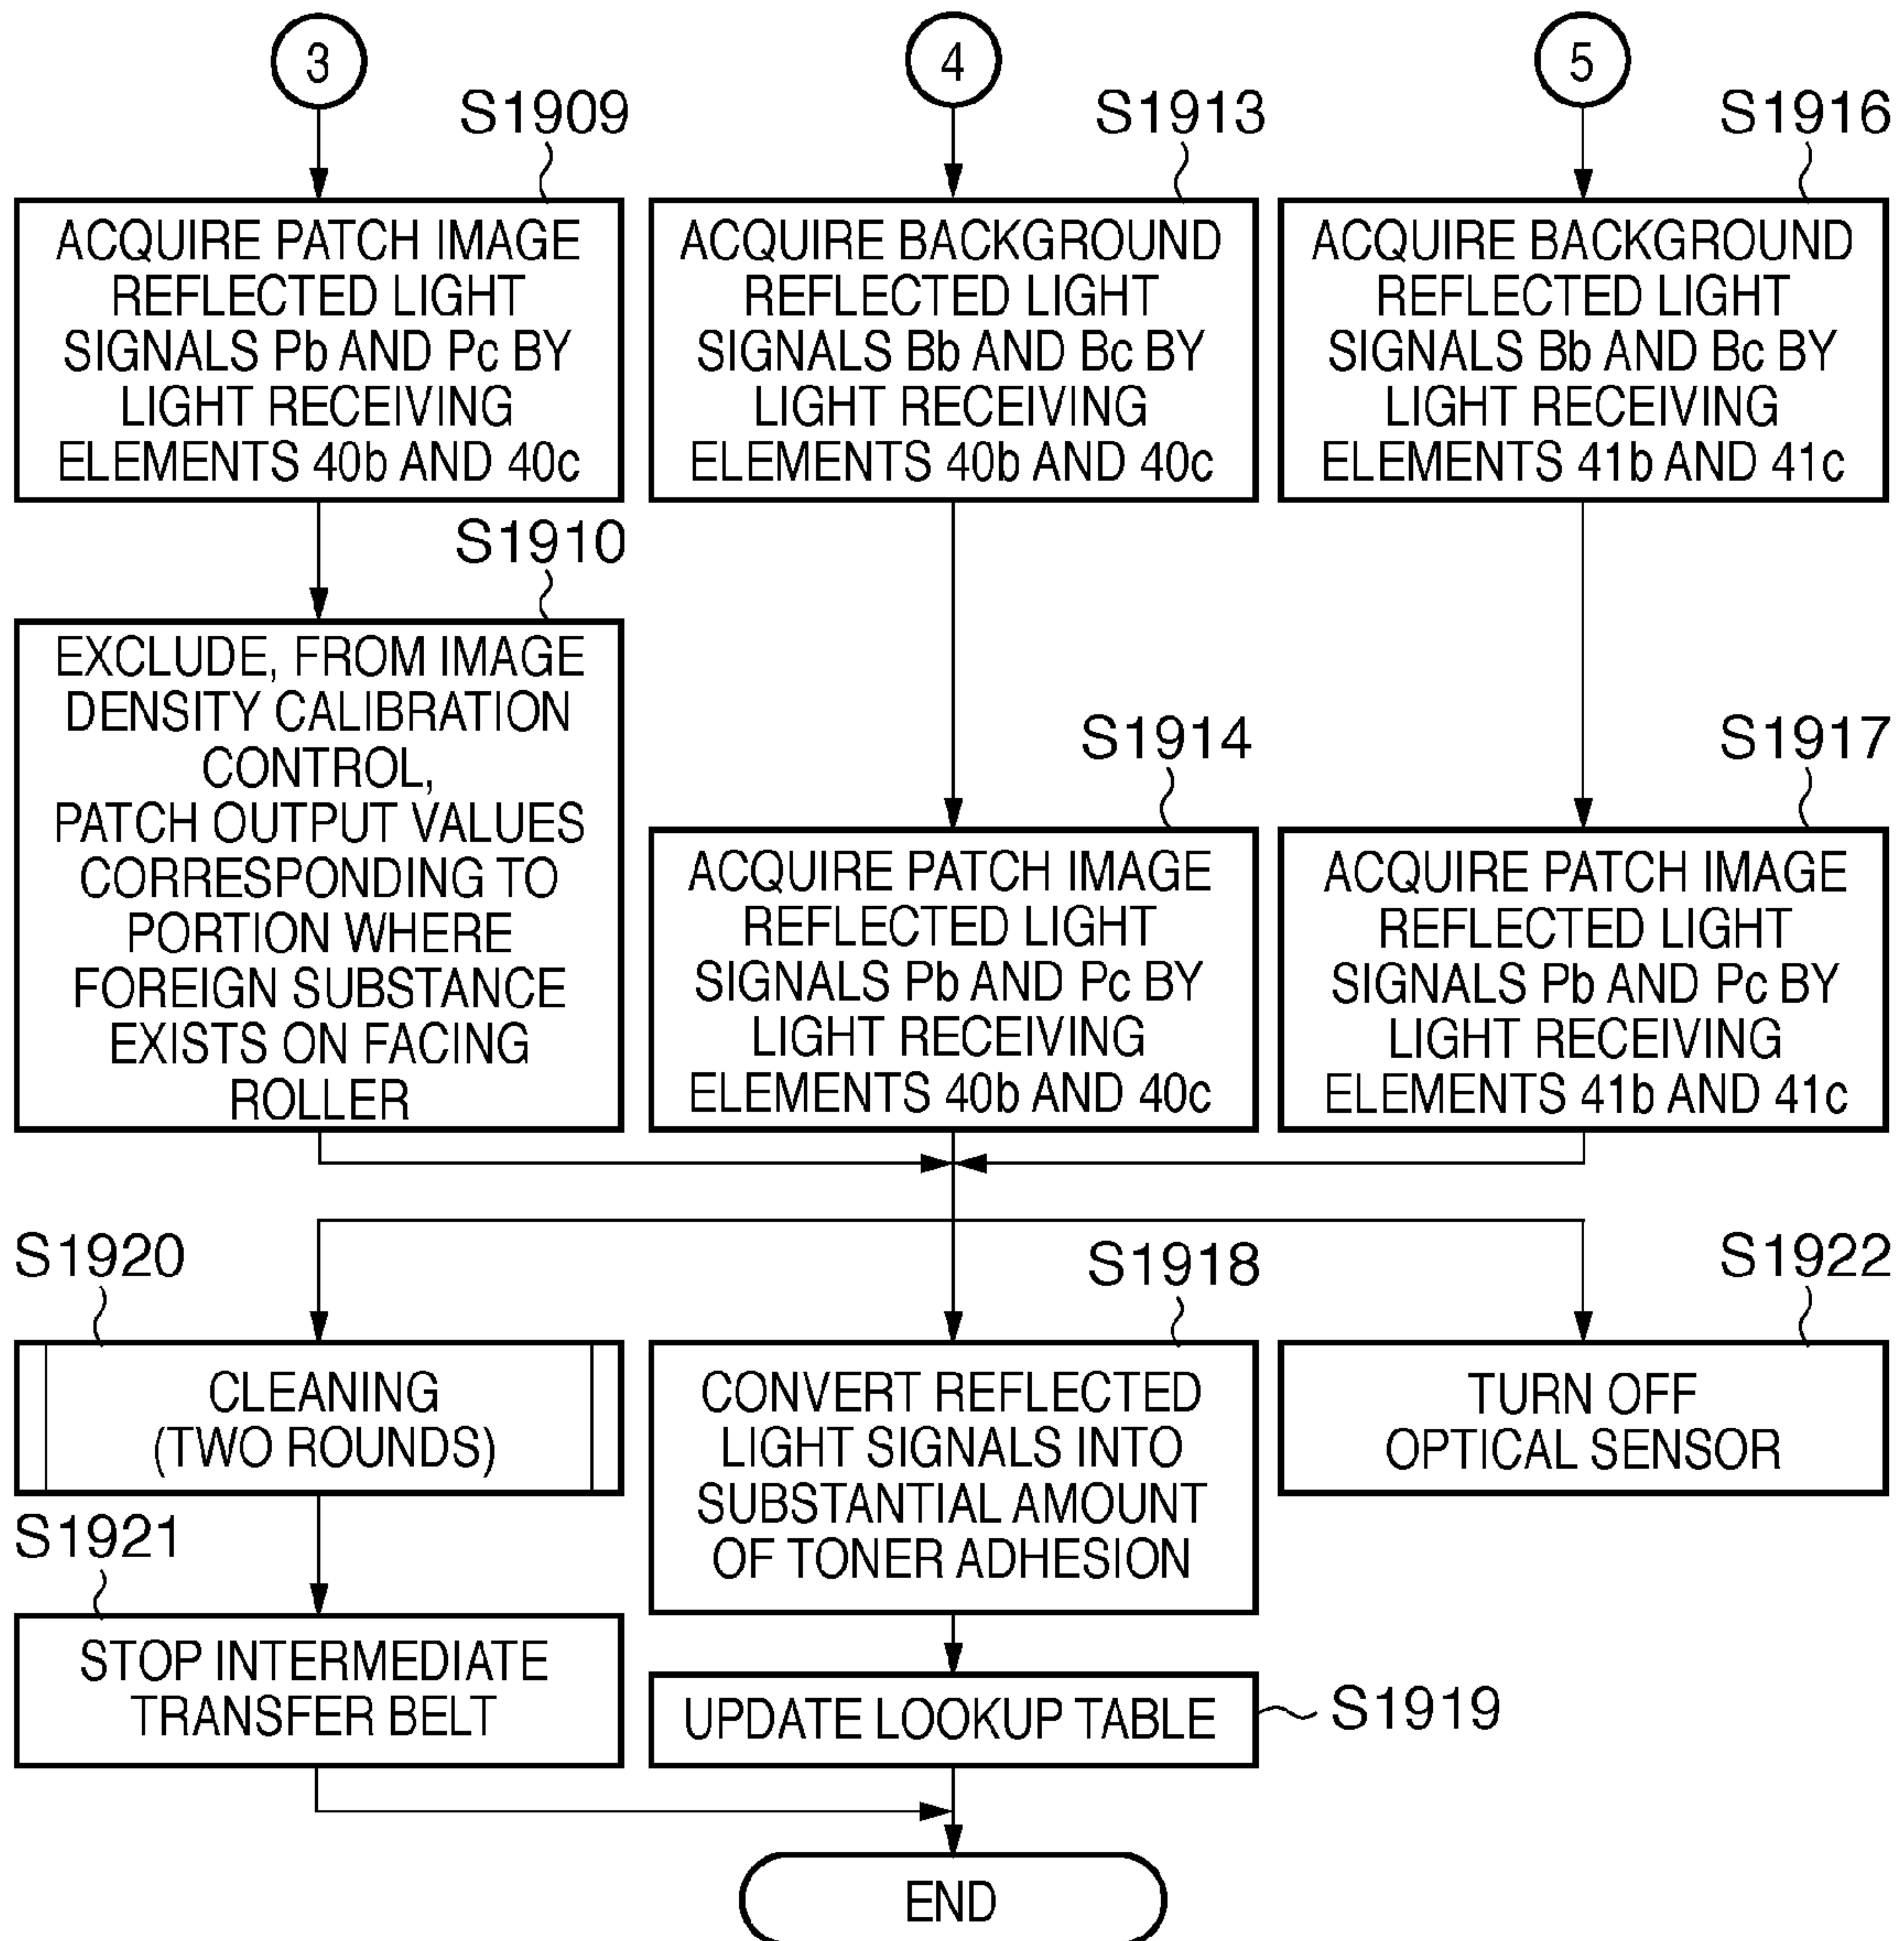 3
4
5
S1909
S1913
S1916
ACQUIRE PATCH IMAGE
REFLECTED LIGHT
SIGNALS Pb AND Pc BY
LIGHT RECEIVING
ELEMENTS 40b AND 40c
ACQUIRE BACKGROUND
REFLECTED LIGHT
SIGNALS Bb AND Bc BY
LIGHT RECEIVING
ELEMENTS 40b AND 40c
ACQUIRE BACKGROUND
REFLECTED LIGHT
SIGNALS Bb AND Bc BY
LIGHT RECEIVING
ELEMENTS 41b AND 41c
S1910
EXCLUDE, FROM IMAGE
DENSITY CALIBRATION
CONTROL,
PATCH OUTPUT VALUES
CORRESPONDING TO
PORTION WHERE
FOREIGN SUBSTANCE
EXISTS ON FACING
ROLLER
S1914
ACQUIRE PATCH IMAGE
REFLECTED LIGHT
SIGNALS Pb AND Pc BY
LIGHT RECEIVING
ELEMENTS 40b AND 40c
S1917
ACQUIRE PATCH IMAGE
REFLECTED LIGHT
SIGNALS Pb AND Pc BY
LIGHT RECEIVING
ELEMENTS 41b AND 41c
S1920
CLEANING
(TWO ROUNDS)
S1918
CONVERT REFLECTED
LIGHT SIGNALS INTO
SUBSTANTIAL AMOUNT
OF TONER ADHESION
S1922
TURN OFF
OPTICAL SENSOR
S1921
STOP INTERMEDIATE
TRANSFER BELT
UPDATE LOOKUP TABLE
S1919
END